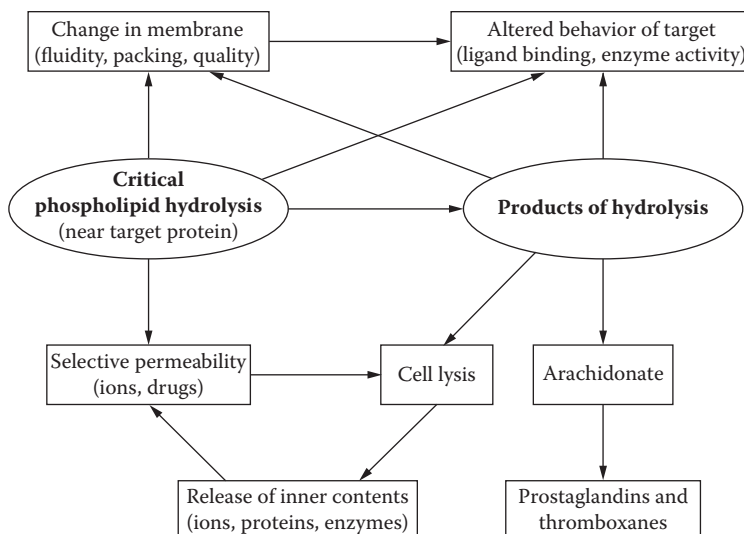 Change in membrane
(fluidity, packing, quality)
Altered behavior of target
(ligand binding, enzyme activity)
Critical
phospholipid hydrolysis
(near target protein)
Products of hydrolysis
Selective permeability
(ions, drugs)
Cell lysis
Arachidonate
Release of inner contents
(ions, proteins, enzymes)
Prostaglandins and
thromboxanes